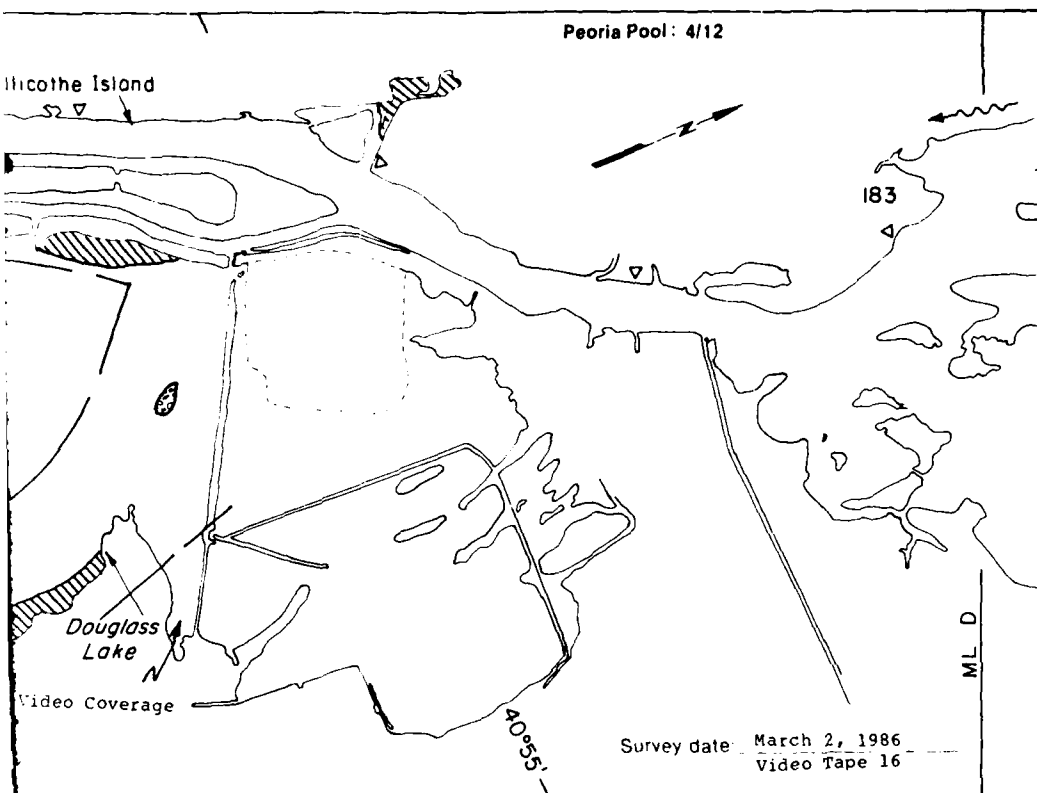 Peoria Pool: 4/12
llicothe Island
N
183
Douglass
Lake
N
Video Coverage
40°55'
ML D
Survey date March 2, 1986
Video Tape 16